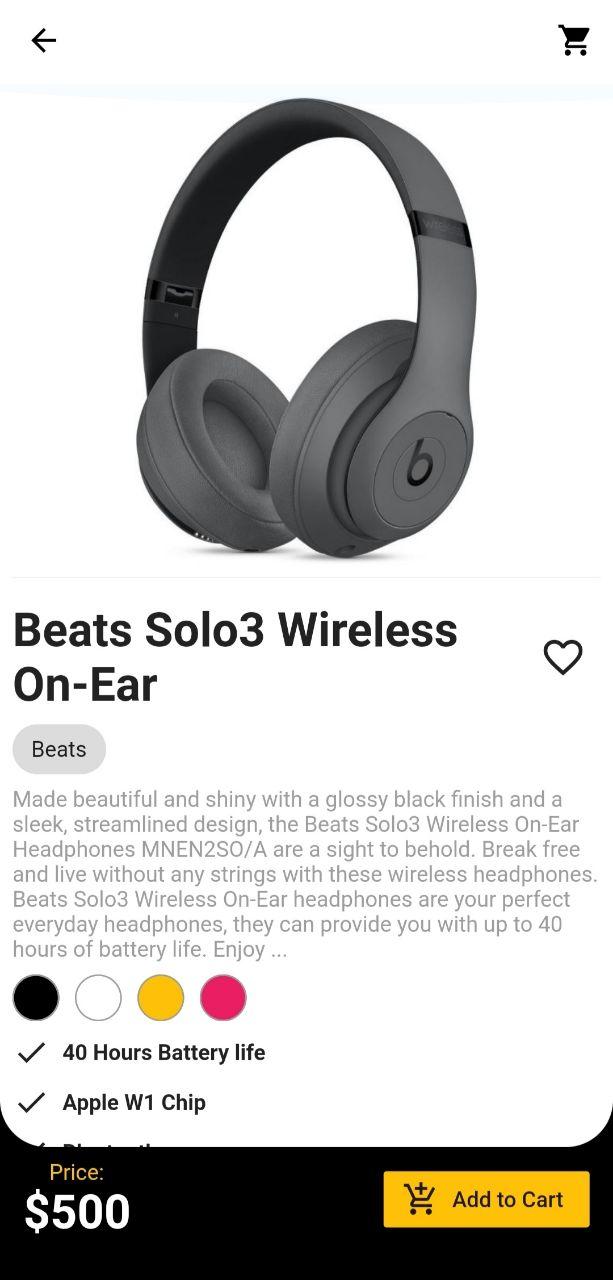 Beats Solo3 Wireless
On-Ear
Beats
Made beautiful and shiny with a glossy black finish and a
sleek, streamlined design, the Beats Solo3 Wireless On-Ear
Headphones MNEN2SO/A are a sight to behold. Break free
and live without any strings with these wireless headphones.
Beats Solo3 Wireless On-Ear headphones are your perfect
everyday headphones, they can provide you with up to 40
hours of battery life. Enjoy ...
40 Hours Battery life
Apple W1 Chip
Price:
$500
Add to Cart